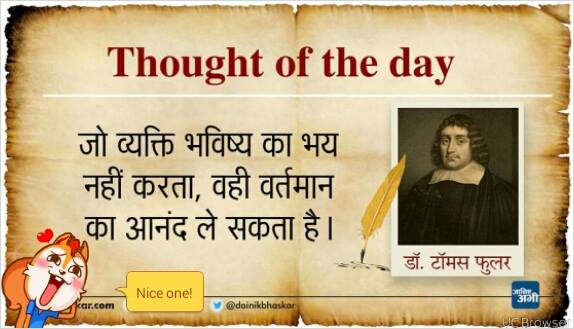 Thought of the day
जो व्यक्ति भविष्य का भय
नहीं करता, वही वर्तमान
का आनंद ले सकता है।
डॉ. टॉमस फुलर
Nice one!
kar.com
@dainikbhaskar
जानिए
अभी
UC Browser